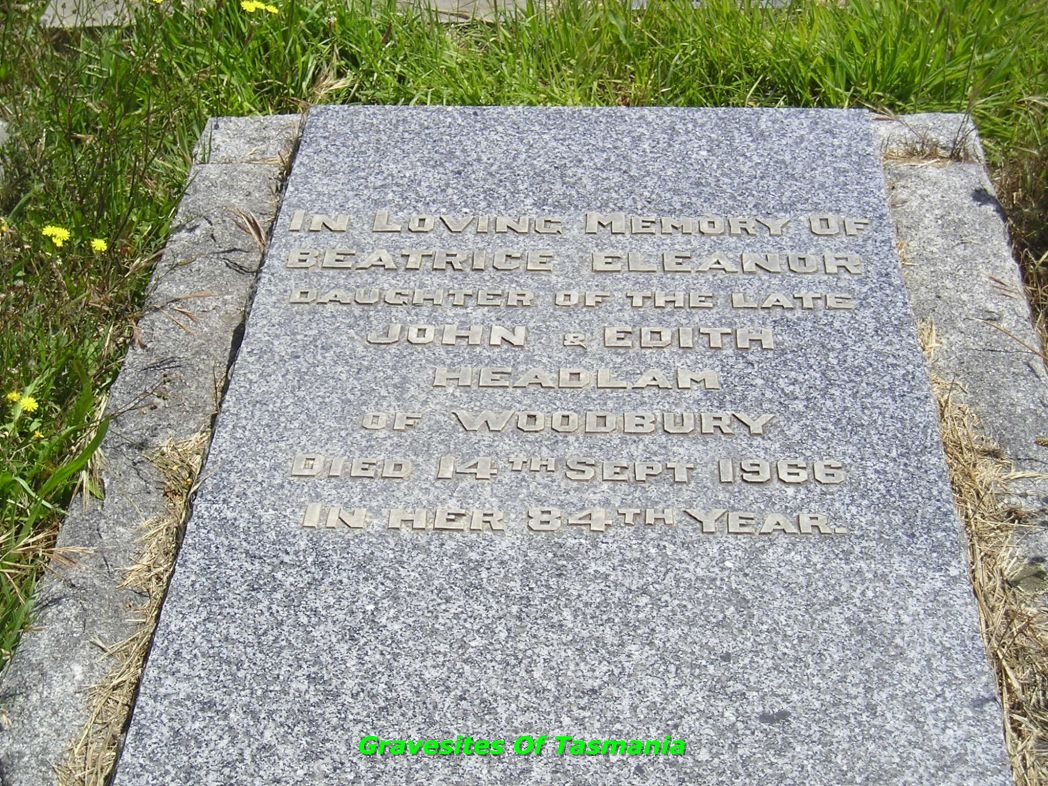 In Loving Memory Of
BEATRICE ELEANOR
DAUGHTER OF THE LATE
JOHN & EDITH
HEADLAM
OF WOODBURY
DIED 14TH SEPT 1966
IN HER 84TH YEAR.
Gravesites Of Tasmania